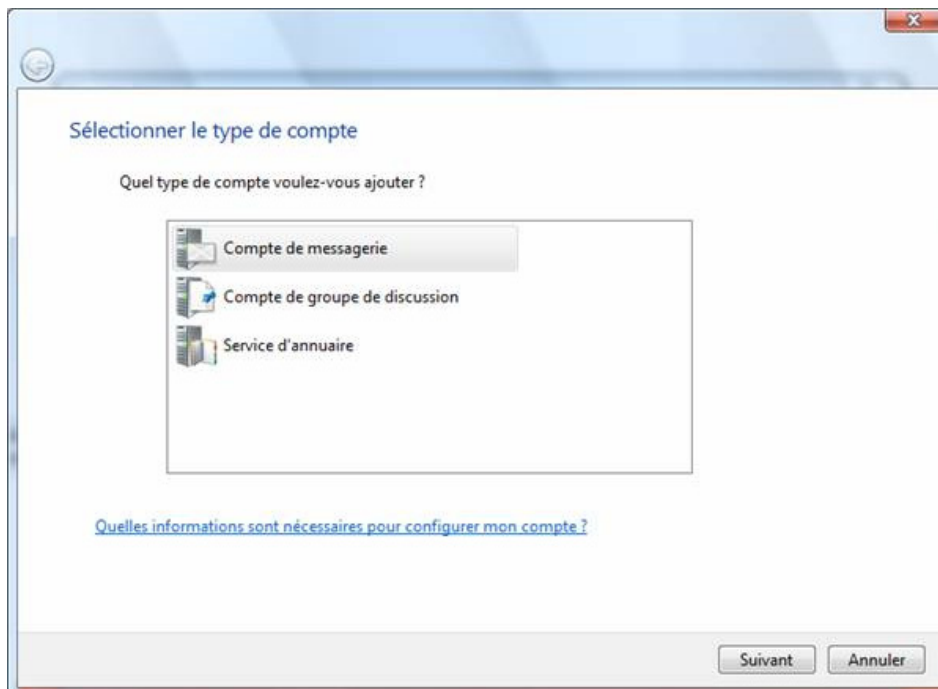 Sélectionner le type de compte
Quel type de compte voulez-vous ajouter ?
Compte de messagerie
Compte de groupe de discussion
Service d'annuaire
Quelles informations sont nécessaires pour configurer mon compte ?
Suivant
Annuler